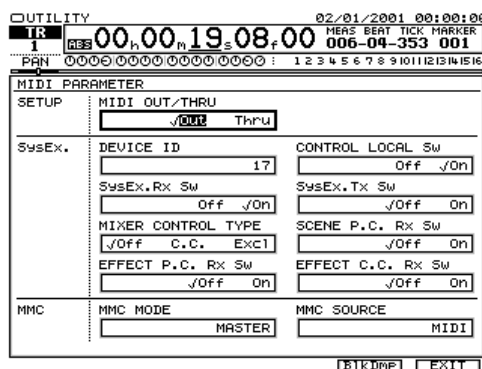 UTILITY 02/01/2001 00:00:00
TR 1 ABS 00h00m19s08f00 MEAS BEAT TICK MARKER
006-04-353 001
PAN 1 2 3 4 5 6 7 8 9 10 11 12 13 14 15 16
MIDI PARAMETER
SETUP MIDI OUT/THRU
√Out Thru
SysEx. DEVICE ID CONTROL LOCAL Sw
17 Off √On
SysEx.Rx Sw SysEx.Tx Sw
Off √On √Off On
MIXER CONTROL TYPE SCENE P.C. Rx Sw
√Off C.C. Excl √Off On
EFFECT P.C. Rx Sw EFFECT C.C. Rx Sw
√Off On √Off On
MMC MMC MODE MMC SOURCE
MASTER MIDI
BlkDmp EXIT